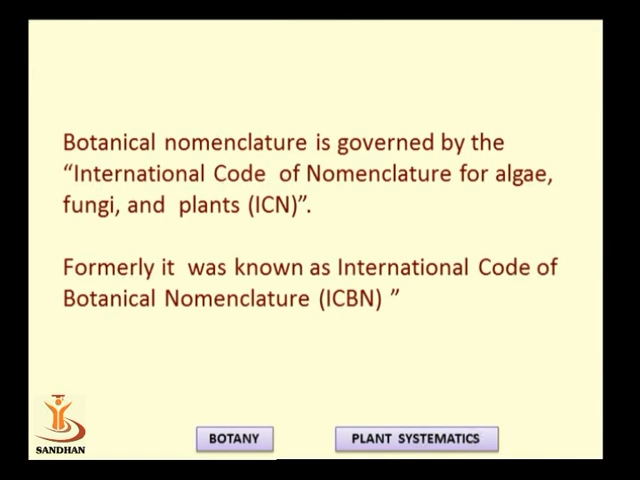 Botanical nomenclature is governed by the
“International Code of Nomenclature for algae,
fungi, and plants (ICN)”.
Formerly it was known as International Code of
Botanical Nomenclature (ICBN) ”
SANDHAN
BOTANY
PLANT SYSTEMATICS